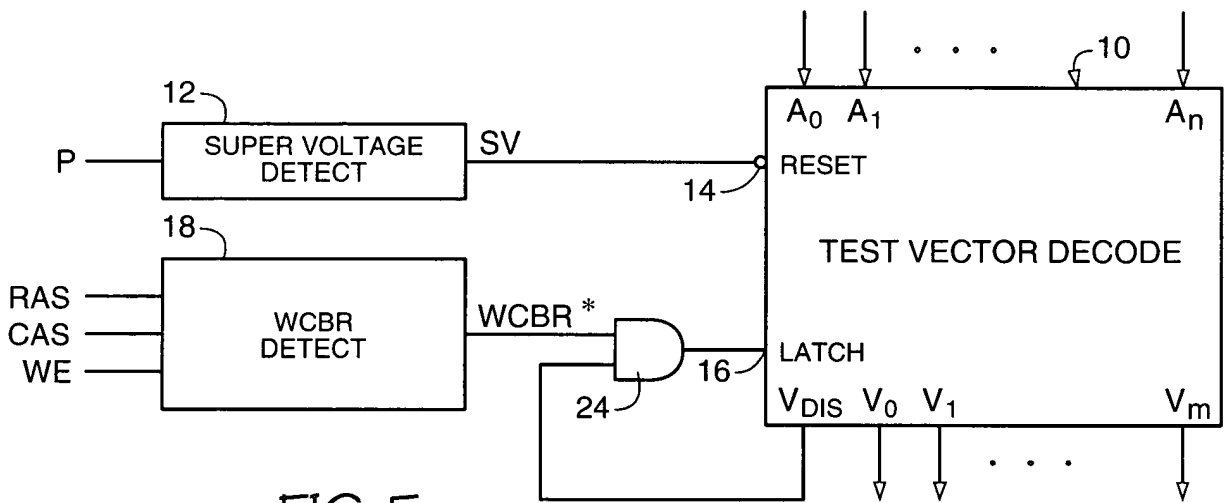 10
A0 A1 . . . An
12
P
SUPER VOLTAGE
DETECT
SV
14
RESET
18
TEST VECTOR DECODE
RAS
CAS
WE
WCBR
DETECT
WCBR *
24
16
LATCH
VDIS V0 V1 . . . Vm